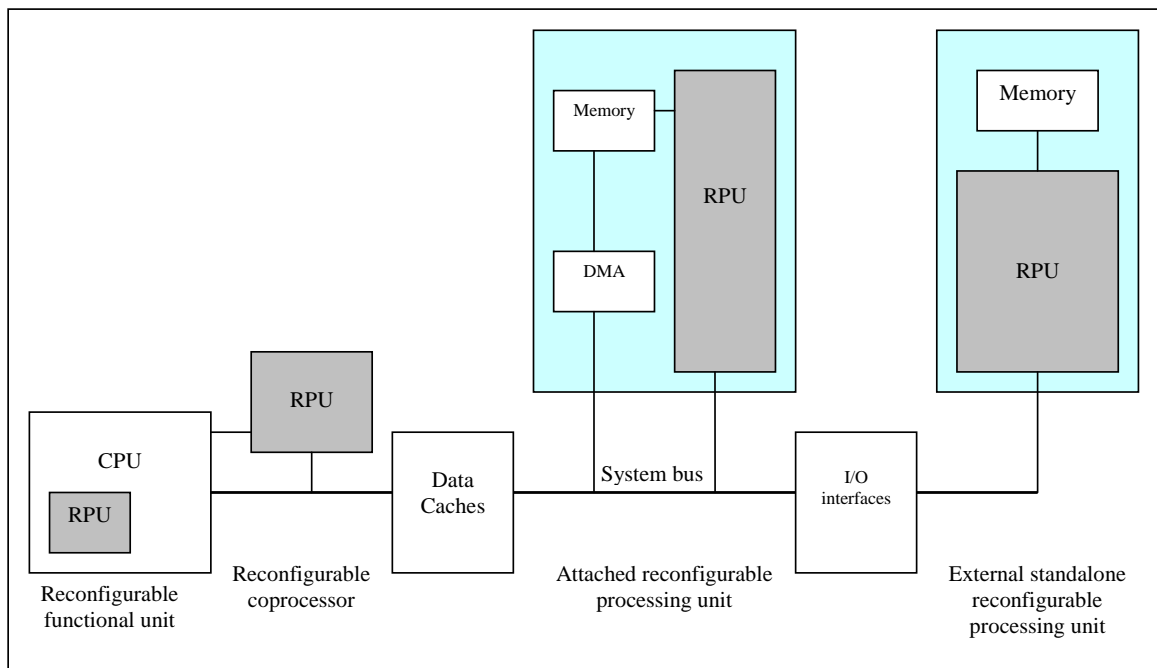 Memory
RPU
DMA
Memory
RPU
RPU
CPU
RPU
Data
Caches
System bus
I/O
interfaces
Reconfigurable
functional unit
Reconfigurable
coprocessor
Attached reconfigurable
processing unit
External standalone
reconfigurable
processing unit